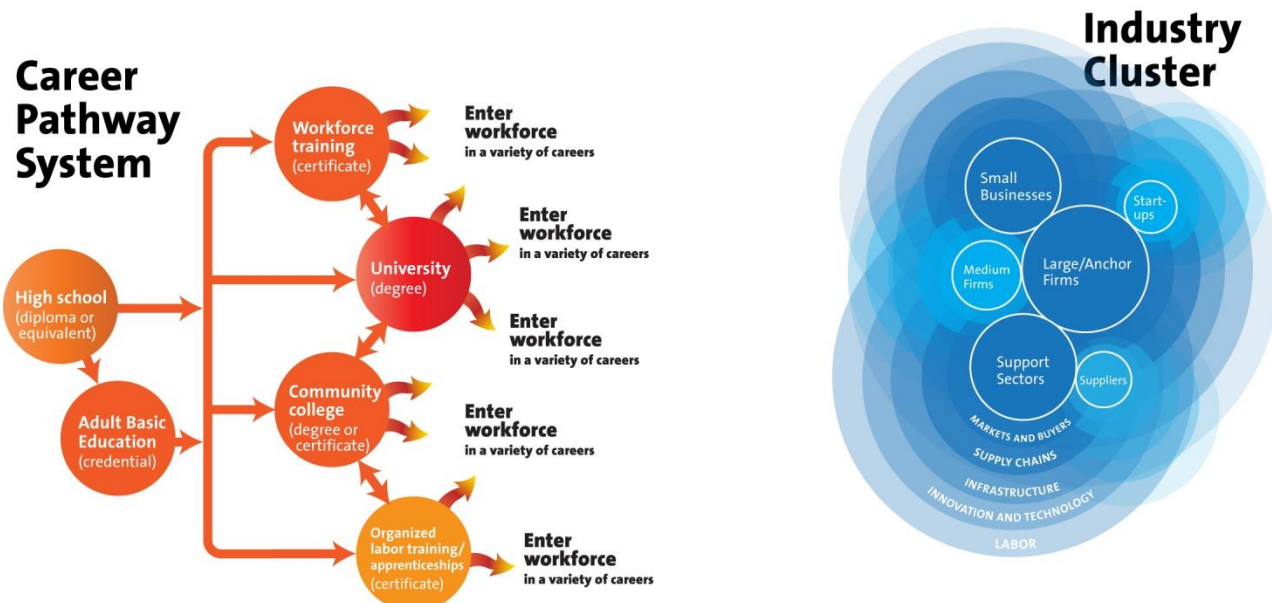 Career
Pathway
System
High school
(diploma or
equivalent)
Adult Basic
Education
(credential)
Workforce
training
(certificate)
University
(degree)
Community
college
(degree or
certificate)
Organized
labor training/
apprenticeships
(certificate)
Enter
workforce
in a variety of careers
Enter
workforce
in a variety of careers
Enter
workforce
in a variety of careers
Enter
workforce
in a variety of careers
Enter
workforce
in a variety of careers
Industry
Cluster
Small
Businesses
Start-
ups
Medium
Firms
Large/Anchor
Firms
Support
Sectors
Suppliers
MARKETS AND BUYERS
SUPPLY CHAINS
INFRASTRUCTURE
INNOVATION AND TECHNOLOGY
LABOR